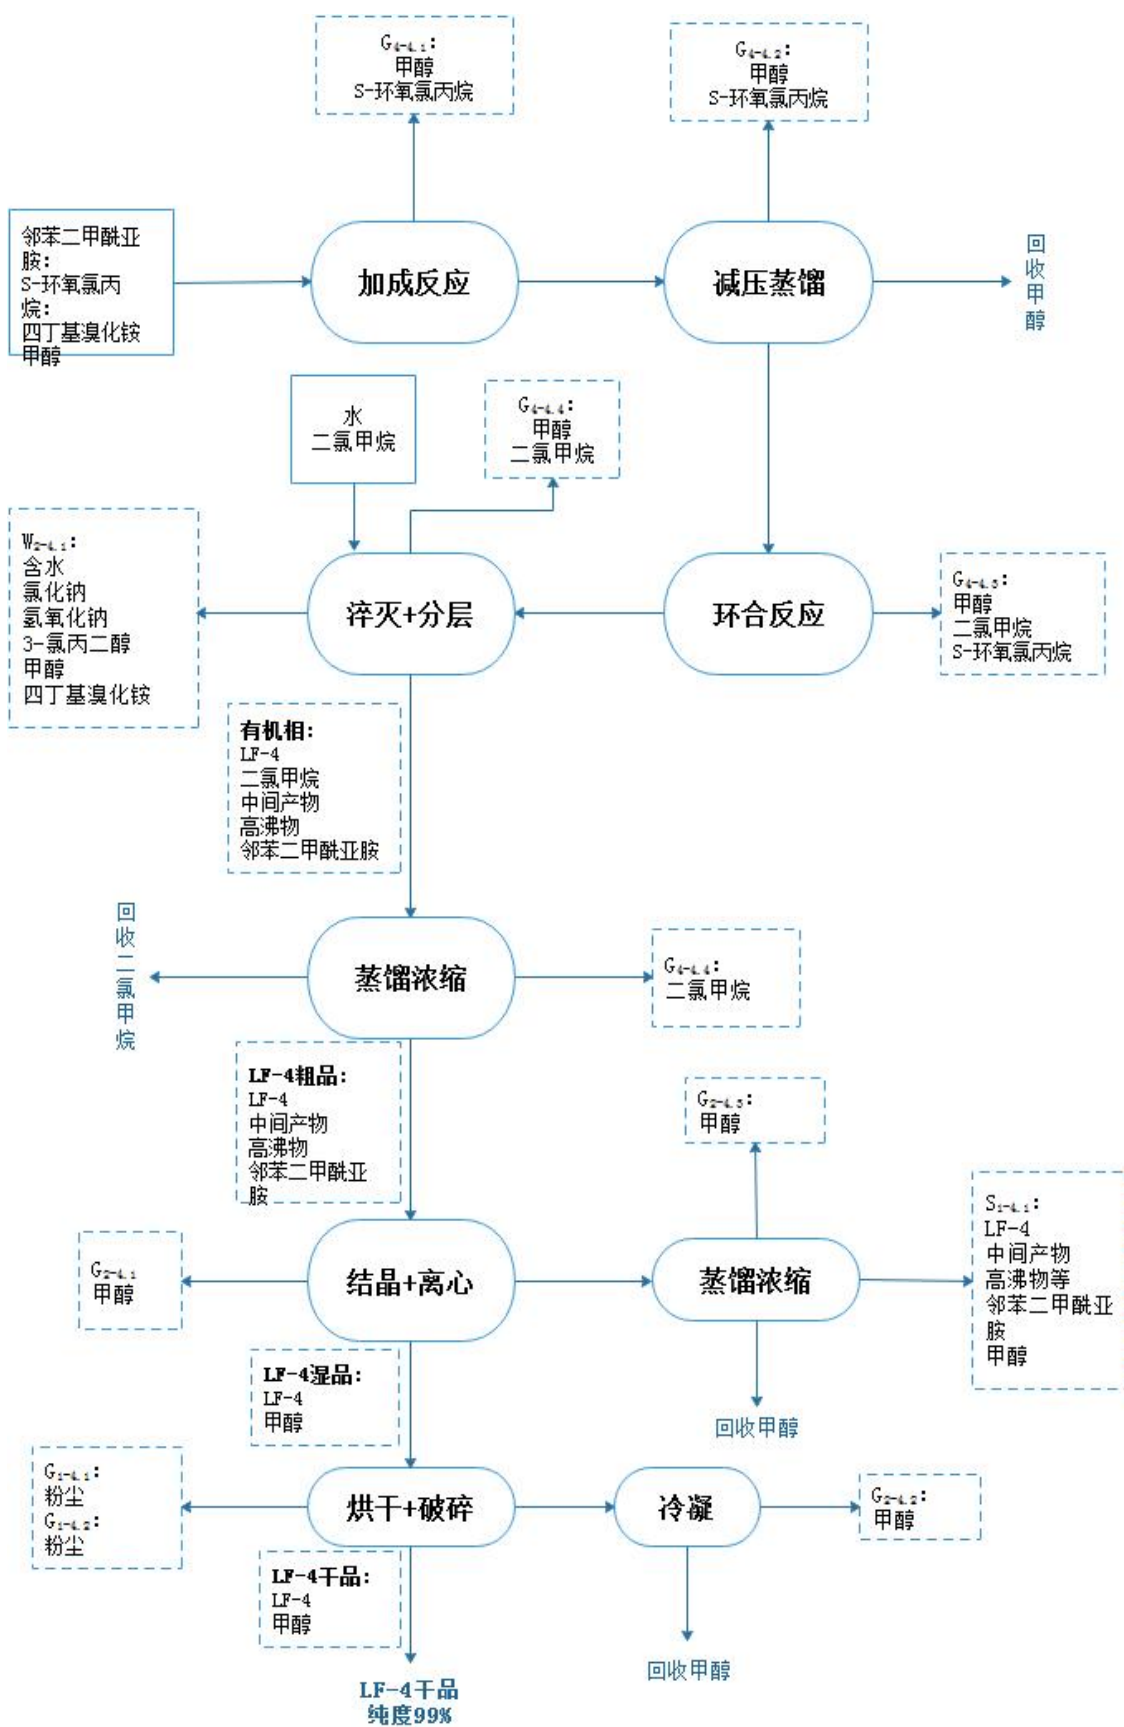 G₄₋₄.₁:
甲醇
S-环氧氯丙烷
G₄₋₄.₂:
甲醇
S-环氧氯丙烷
邻苯二甲酰亚
胺:
S-环氧氯丙
烷:
四丁基溴化铵
甲醇
加成反应
减压蒸馏
回
收
甲
醇
水
二氯甲烷
G₄₋₄.₄:
甲醇
二氯甲烷
W₂₋₄.₁:
含水
氯化钠
氢氧化钠
3-氯丙二醇
甲醇
四丁基溴化铵
淬灭+分层
环合反应
G₄₋₄.₃:
甲醇
二氯甲烷
S-环氧氯丙烷
有机相:
LF-4
二氯甲烷
中间产物
高沸物
邻苯二甲酰亚胺
回
收
二
氯
甲
烷
蒸馏浓缩
G₄₋₄.₄:
二氯甲烷
LF-4粗品:
LF-4
中间产物
高沸物
邻苯二甲酰亚
胺
G₂₋₄.₃:
甲醇
G₂₋₄.₁
甲醇
结晶+离心
蒸馏浓缩
S₁₋₄.₁:
LF-4
中间产物
高沸物等
邻苯二甲酰亚
胺
甲醇
LF-4湿品:
LF-4
甲醇
回收甲醇
G₁₋₄.₁:
粉尘
G₁₋₄.₂:
粉尘
烘干+破碎
冷凝
G₂₋₄.₂:
甲醇
LF-4干品:
LF-4
甲醇
回收甲醇
LF-4干品
纯度99%